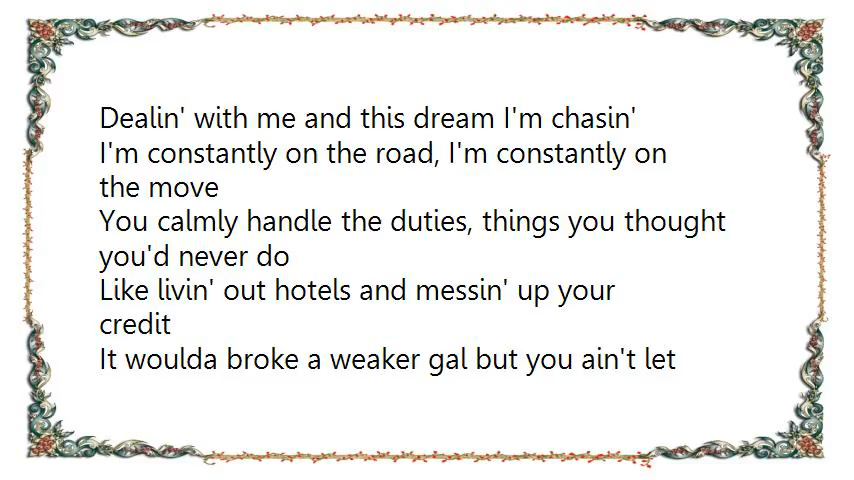 Dealin' with me and this dream I'm chasin'
I'm constantly on the road, I'm constantly on
the move
You calmly handle the duties, things you thought
you'd never do
Like livin' out hotels and messin' up your
credit
It woulda broke a weaker gal but you ain't let